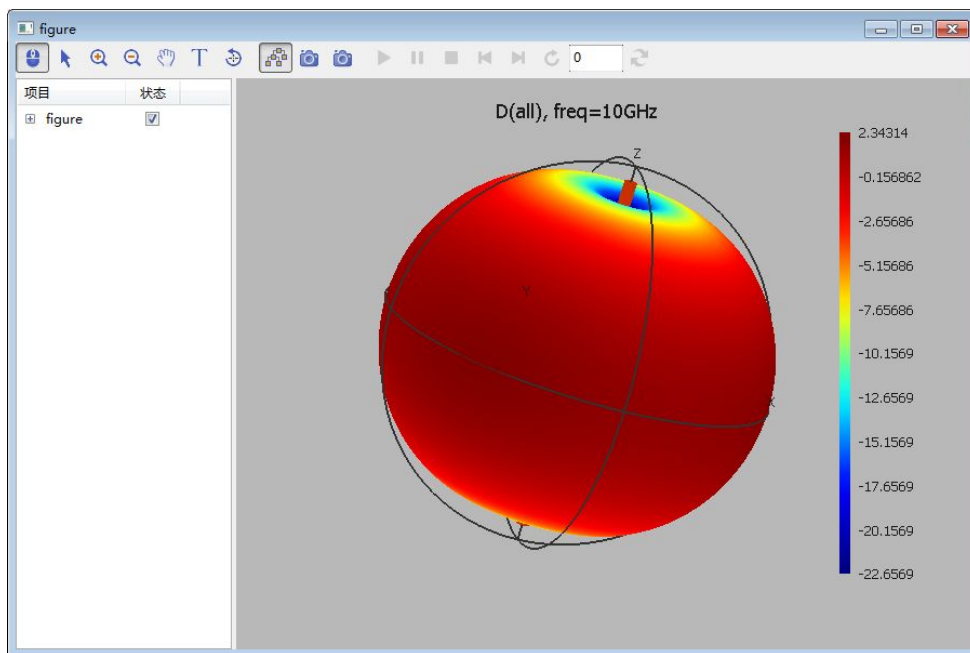 figure
T
0
项目 状态
figure
D(all), freq=10GHz
Z
Y
X
2.34314
-0.156862
-2.65686
-5.15686
-7.65686
-10.1569
-12.6569
-15.1569
-17.6569
-20.1569
-22.6569